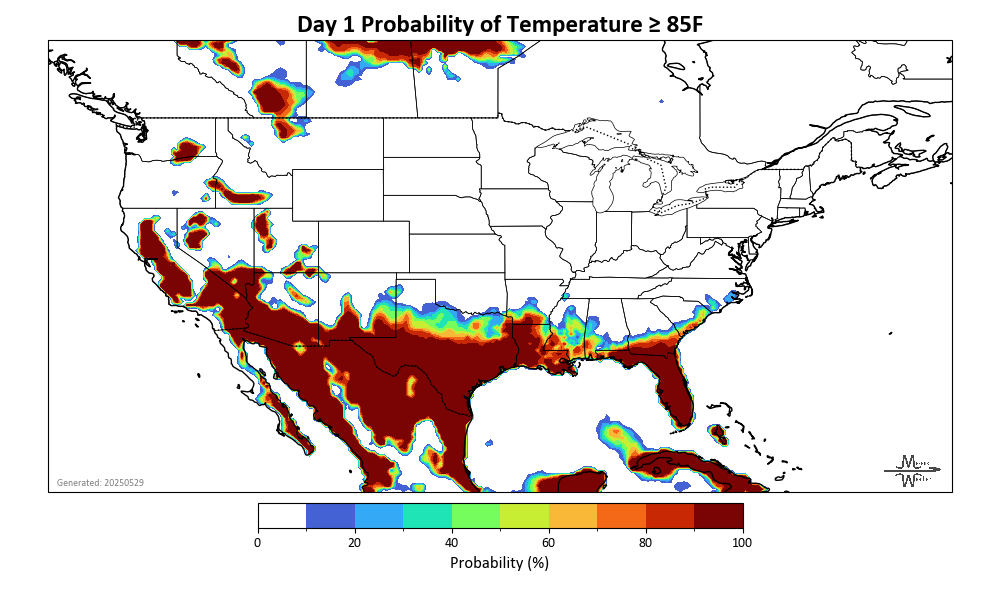 Day 1 Probability of Temperature ≥ 85F
Generated: 20250529
0 20 40 60 80 100
Probability (%)